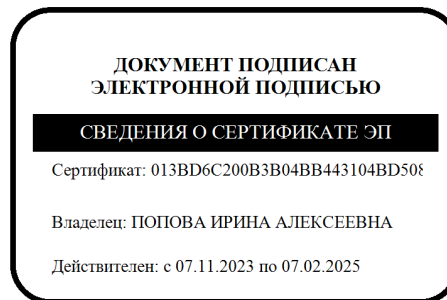 ДОКУМЕНТ ПОДПИСАН
ЭЛЕКТРОННОЙ ПОДПИСЬЮ
СВЕДЕНИЯ О СЕРТИФИКАТЕ ЭП
Сертификат: 013BD6C200B3B04BB443104BD508
Владелец: ПОПОВА ИРИНА АЛЕКСЕЕВНА
Действителен: с 07.11.2023 по 07.02.2025